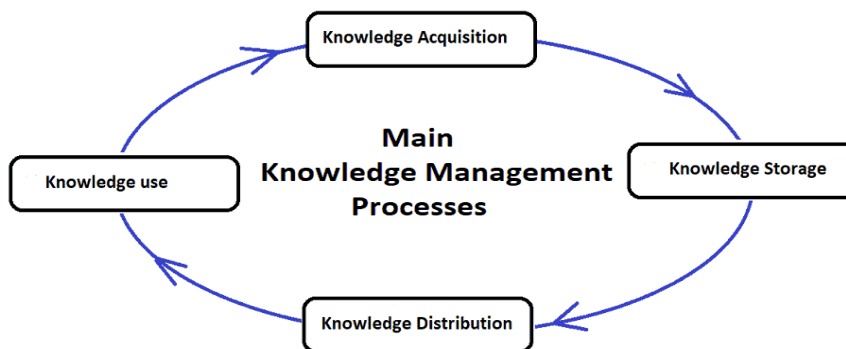 Knowledge Acquisition
Main
Knowledge Management
Processes
Knowledge use
Knowledge Storage
Knowledge Distribution